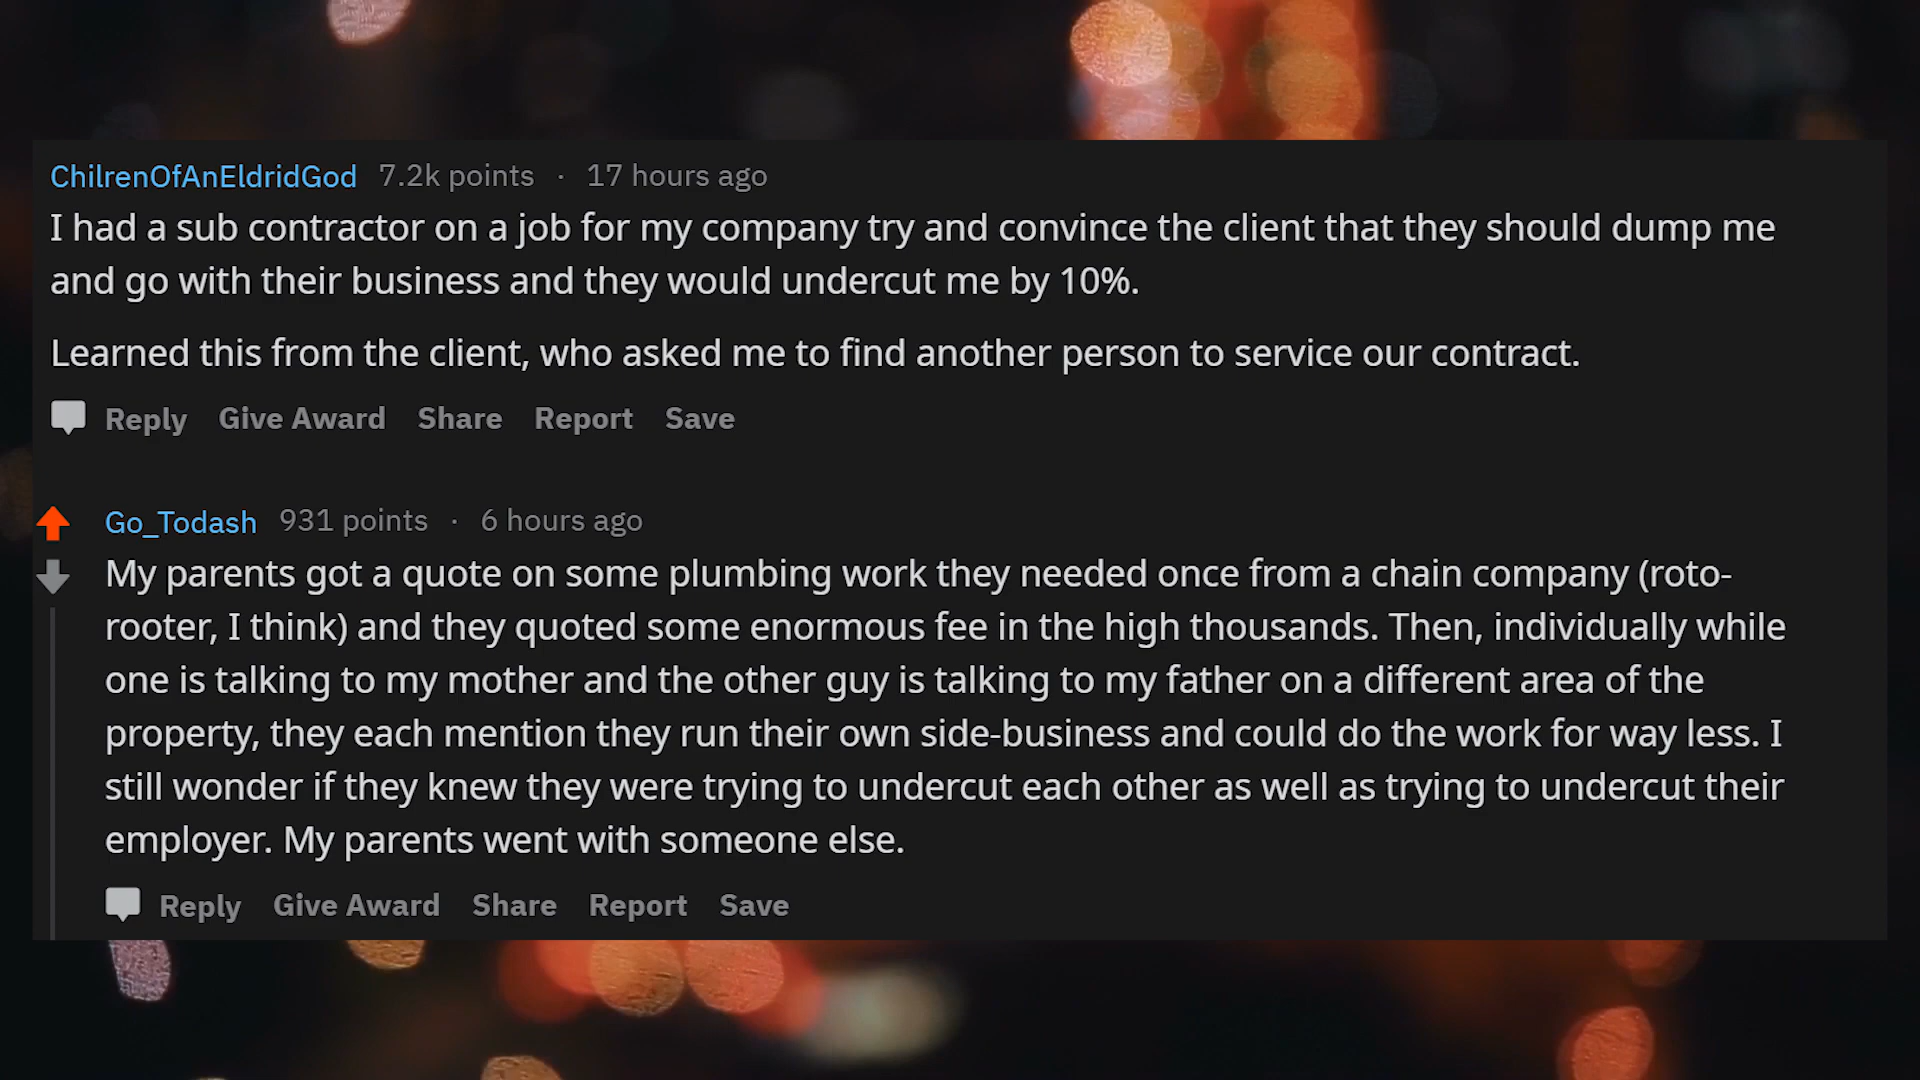 ChilrenOfAnEldridGod 7.2k points · 17 hours ago
I had a sub contractor on a job for my company try and convince the client that they should dump me
and go with their business and they would undercut me by 10%.
Learned this from the client, who asked me to find another person to service our contract.
Reply Give Award Share Report Save
Go_Todash 931 points · 6 hours ago
My parents got a quote on some plumbing work they needed once from a chain company (roto-
rooter, I think) and they quoted some enormous fee in the high thousands. Then, individually while
one is talking to my mother and the other guy is talking to my father on a different area of the
property, they each mention they run their own side-business and could do the work for way less. I
still wonder if they knew they were trying to undercut each other as well as trying to undercut their
employer. My parents went with someone else.
Reply Give Award Share Report Save